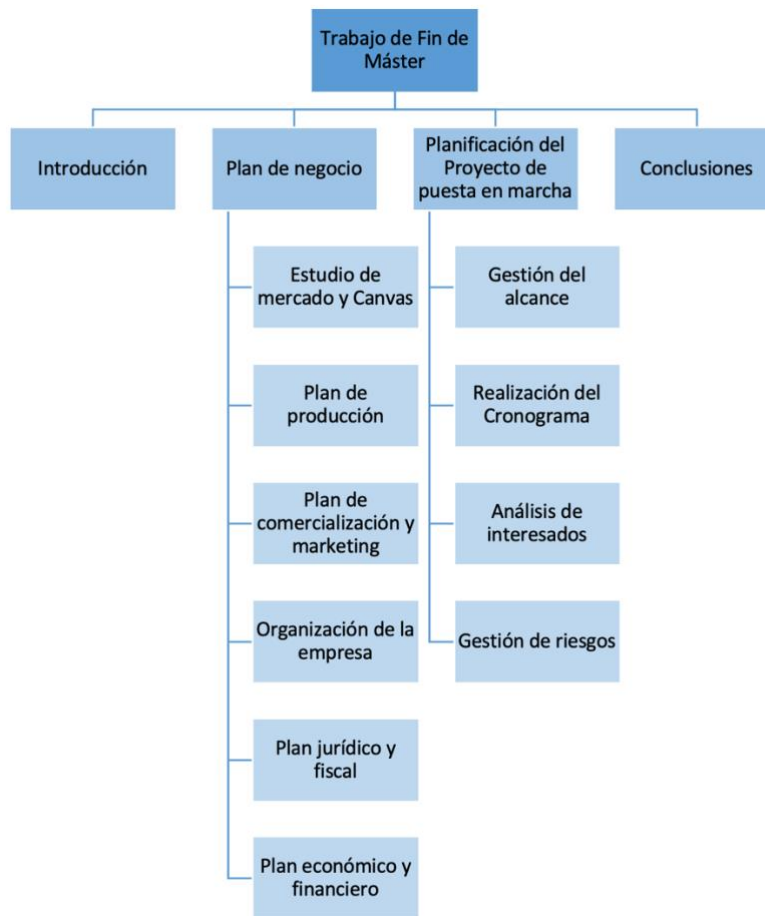 Trabajo de Fin de
Máster
Introducción
Plan de negocio
Planificación del
Proyecto de
puesta en marcha
Conclusiones
Estudio de
mercado y Canvas
Plan de
producción
Plan de
comercialización y
marketing
Organización de la
empresa
Plan jurídico y
fiscal
Plan económico y
financiero
Gestión del
alcance
Realización del
Cronograma
Análisis de
interesados
Gestión de riesgos